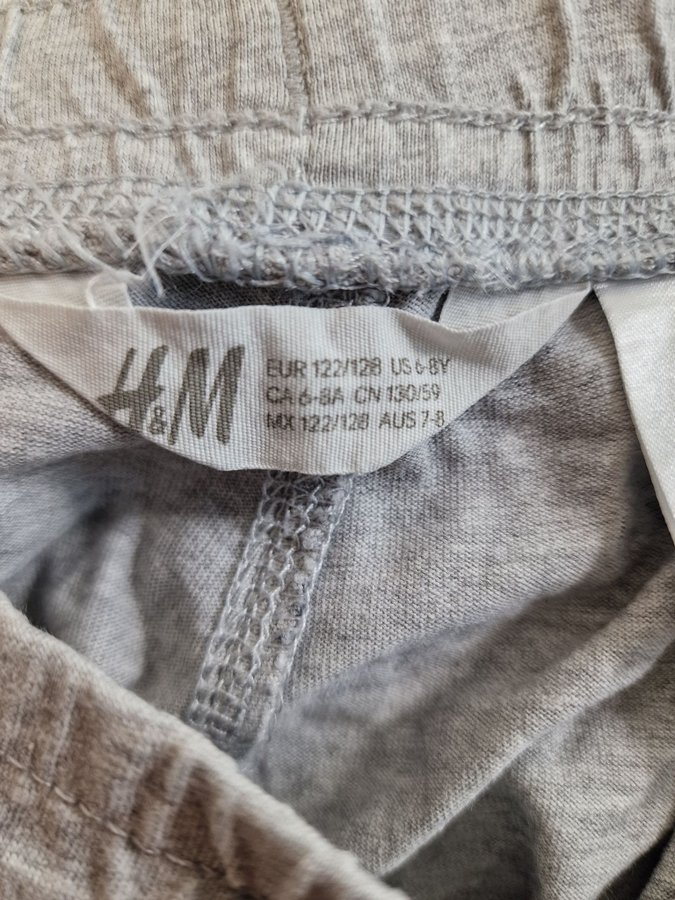 H&M
EUR 122/128 US 6-8Y
CA 6-8A CN 130/59
MX 122/128 AUS 7-8